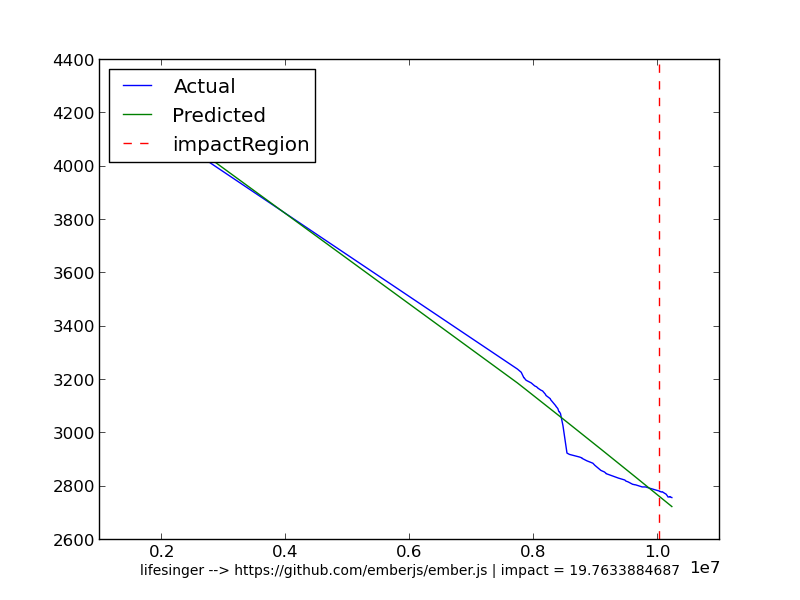 4400
4200
4000
3800
3600
3400
3200
3000
2800
2600
Actual
Predicted
impactRegion
0.2 0.4 0.6 0.8 1.0
1e7
lifesinger --> https://github.com/emberjs/ember.js | impact = 19.7633884687